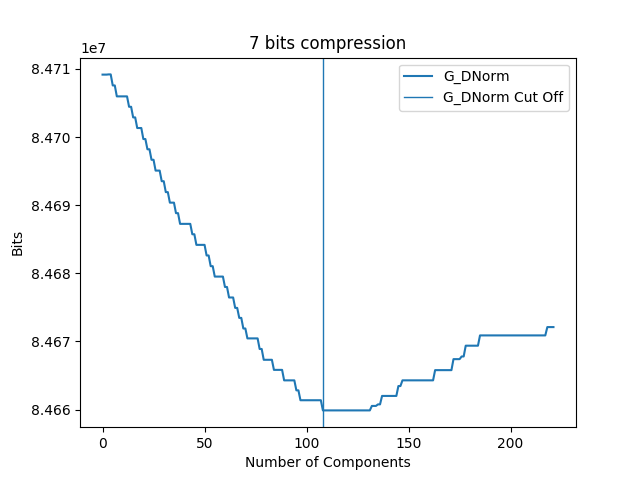 7 bits compression
1e7
8.471
8.470
8.469
8.468
8.467
8.466
Bits
G_DNorm
G_DNorm Cut Off
0 50 100 150 200
Number of Components